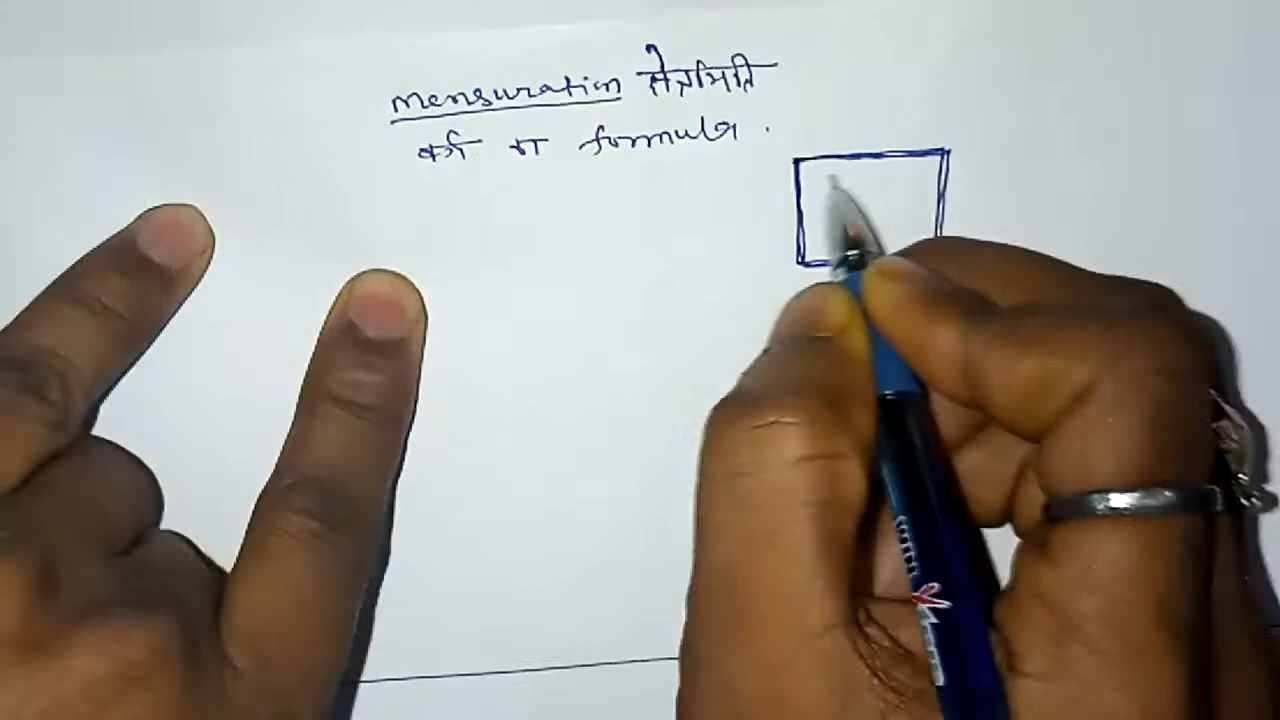 mensuration क्षेत्रमिति
वर्ग का formula.